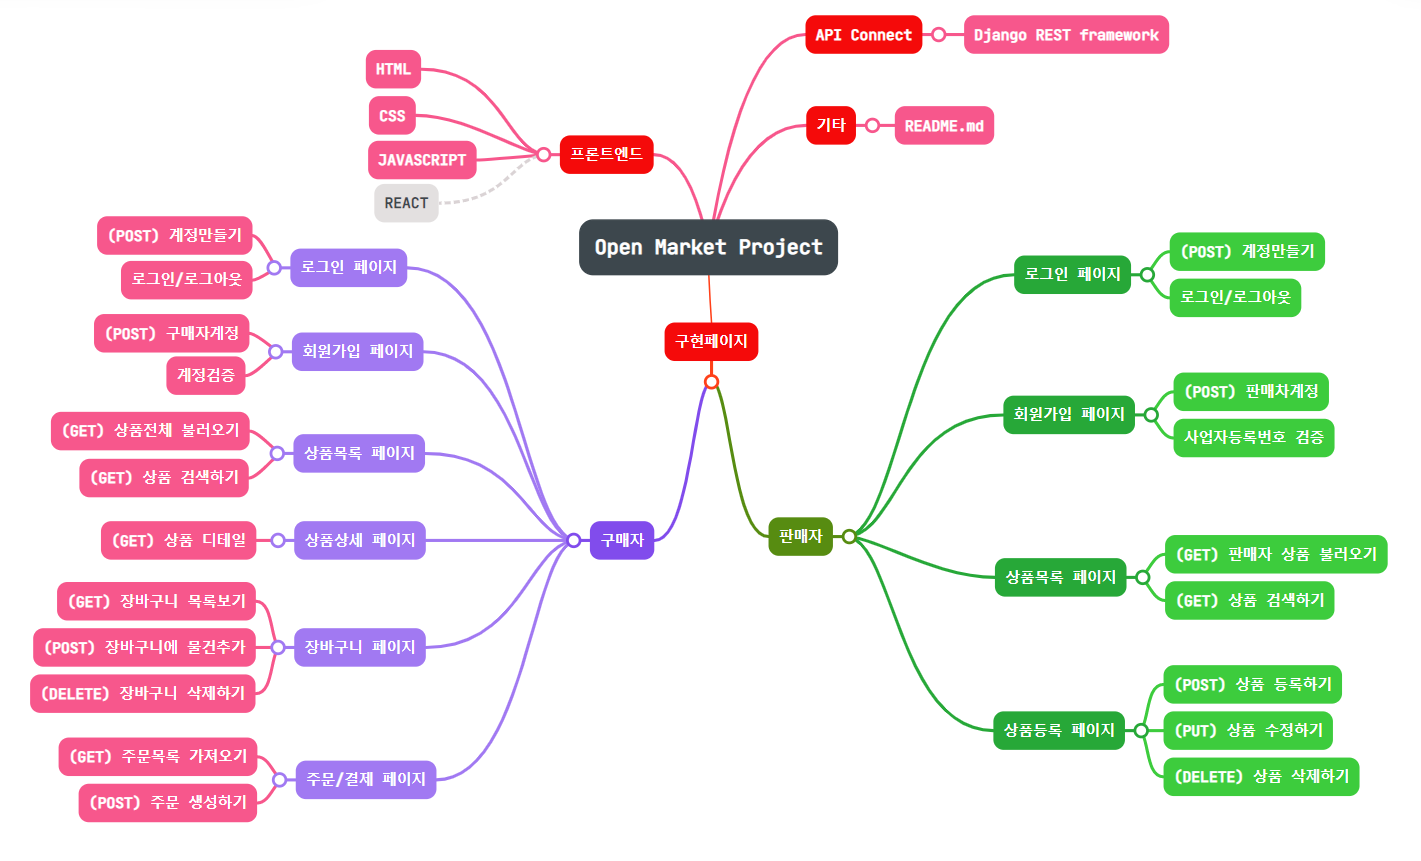 API Connect
Django REST framework
기타
README.md
HTML
CSS
JAVASCRIPT
REACT
프론트엔드
Open Market Project
구현페이지
구매자
로그인 페이지
(POST) 계정만들기
로그인/로그아웃
회원가입 페이지
(POST) 구매자계정
계정검증
상품목록 페이지
(GET) 상품전체 불러오기
(GET) 상품 검색하기
상품상세 페이지
(GET) 상품 디테일
장바구니 페이지
(GET) 장바구니 목록보기
(POST) 장바구니에 물건추가
(DELETE) 장바구니 삭제하기
주문/결제 페이지
(GET) 주문목록 가져오기
(POST) 주문 생성하기
판매자
로그인 페이지
(POST) 계정만들기
로그인/로그아웃
회원가입 페이지
(POST) 판매차계정
사업자등록번호 검증
상품목록 페이지
(GET) 판매자 상품 불러오기
(GET) 상품 검색하기
상품등록 페이지
(POST) 상품 등록하기
(PUT) 상품 수정하기
(DELETE) 상품 삭제하기